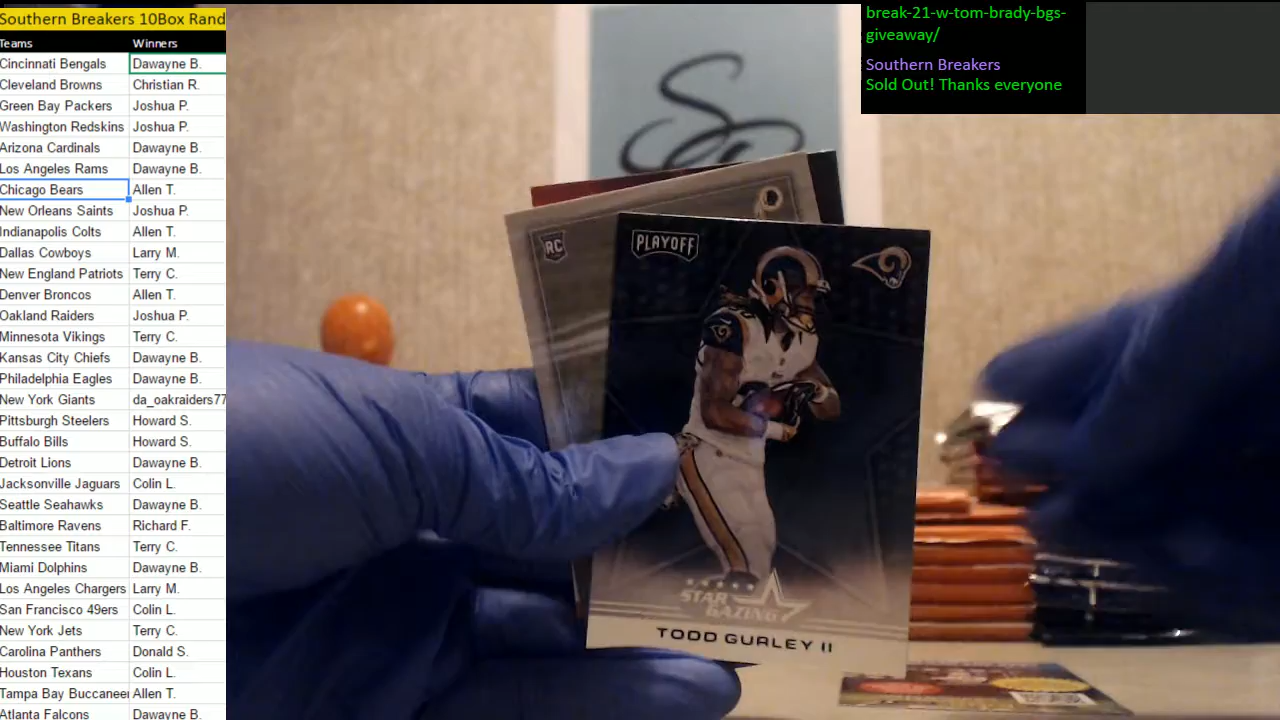 Southern Breakers 10Box Rand
Teams Winners
Cincinnati Bengals Dawayne B.
Cleveland Browns Christian R.
Green Bay Packers Joshua P.
Washington Redskins Joshua P.
Arizona Cardinals Dawayne B.
Los Angeles Rams Dawayne B.
Chicago Bears Allen T.
New Orleans Saints Joshua P.
Indianapolis Colts Allen T.
Dallas Cowboys Larry M.
New England Patriots Terry C.
Denver Broncos Allen T.
Oakland Raiders Joshua P.
Minnesota Vikings Terry C.
Kansas City Chiefs Dawayne B.
Philadelphia Eagles Dawayne B.
New York Giants da_oakraiders77
Pittsburgh Steelers Howard S.
Buffalo Bills Howard S.
Detroit Lions Dawayne B.
Jacksonville Jaguars Colin L.
Seattle Seahawks Dawayne B.
Baltimore Ravens Richard F.
Tennessee Titans Terry C.
Miami Dolphins Dawayne B.
Los Angeles Chargers Larry M.
San Francisco 49ers Colin L.
New York Jets Terry C.
Carolina Panthers Donald S.
Houston Texans Colin L.
Tampa Bay Buccaneer Allen T.
Atlanta Falcons Dawayne B.
break-21-w-tom-brady-bgs-
giveaway/
Southern Breakers
Sold Out! Thanks everyone
RC
PLAYOFF
STAR
GAZING
TODD GURLEY II